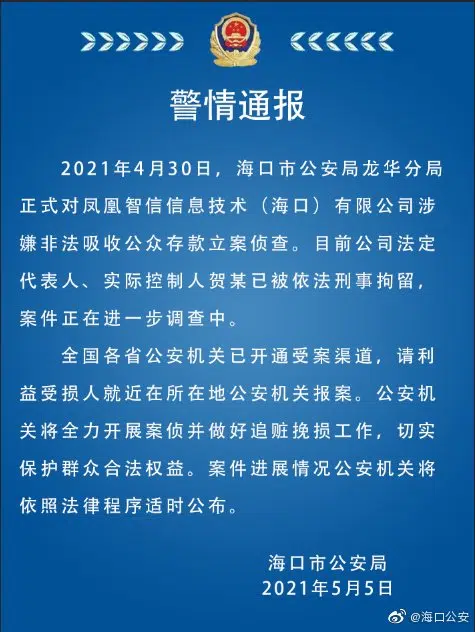 警情通报
2021年4月30日，海口市公安局龙华分局
正式对凤凰智信信息技术（海口）有限公司涉
嫌非法吸收公众存款立案侦查。目前公司法定
代表人、实际控制人贺某已被依法刑事拘留，
案件正在进一步调查中。
全国各省公安机关已开通受案渠道，请利
益受损人就近在所在地公安机关报案。公安机
关将全力开展案侦并做好追赃挽损工作，切实
保护群众合法权益。案件进展情况公安机关将
依照法律程序适时公布。
海口市公安局
2021年5月5日
@海口公安